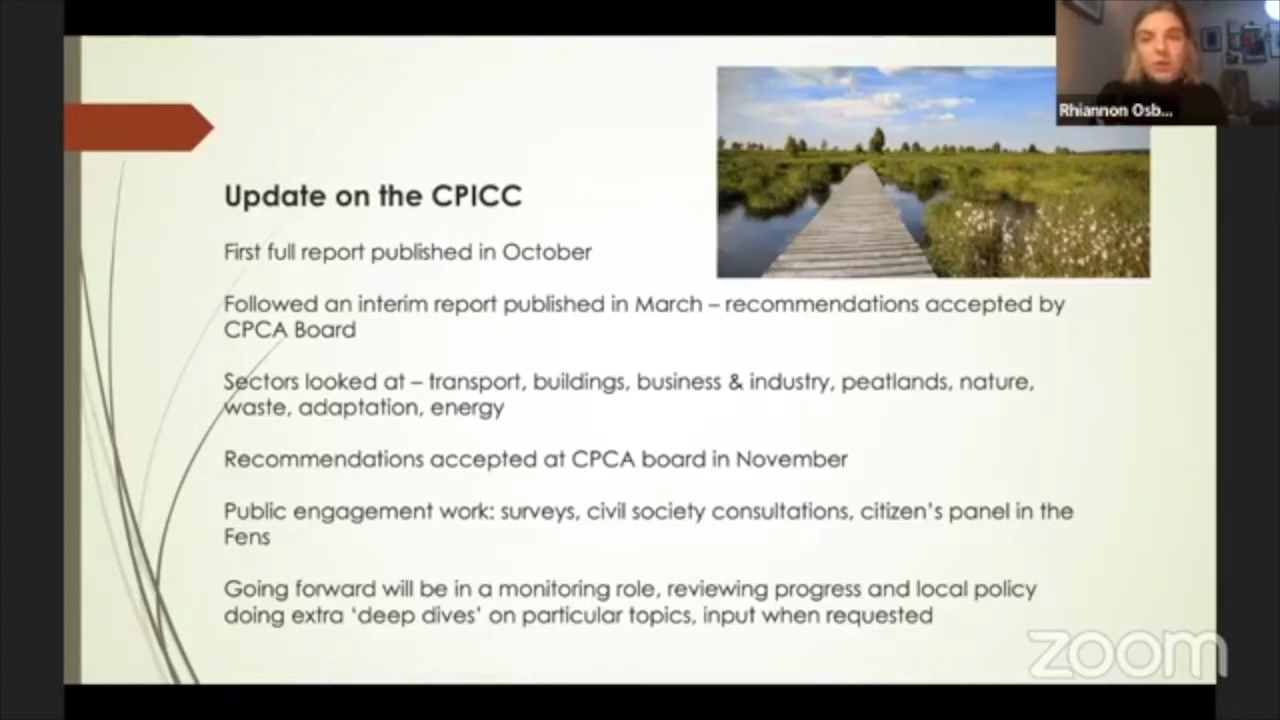 Rhiannon Osb...
Update on the CPICC
First full report published in October
Followed an interim report published in March – recommendations accepted by
CPCA Board
Sectors looked at – transport, buildings, business & industry, peatlands, nature,
waste, adaptation, energy
Recommendations accepted at CPCA board in November
Public engagement work: surveys, civil society consultations, citizen's panel in the
Fens
Going forward will be in a monitoring role, reviewing progress and local policy
doing extra 'deep dives' on particular topics, input when requested
zoom